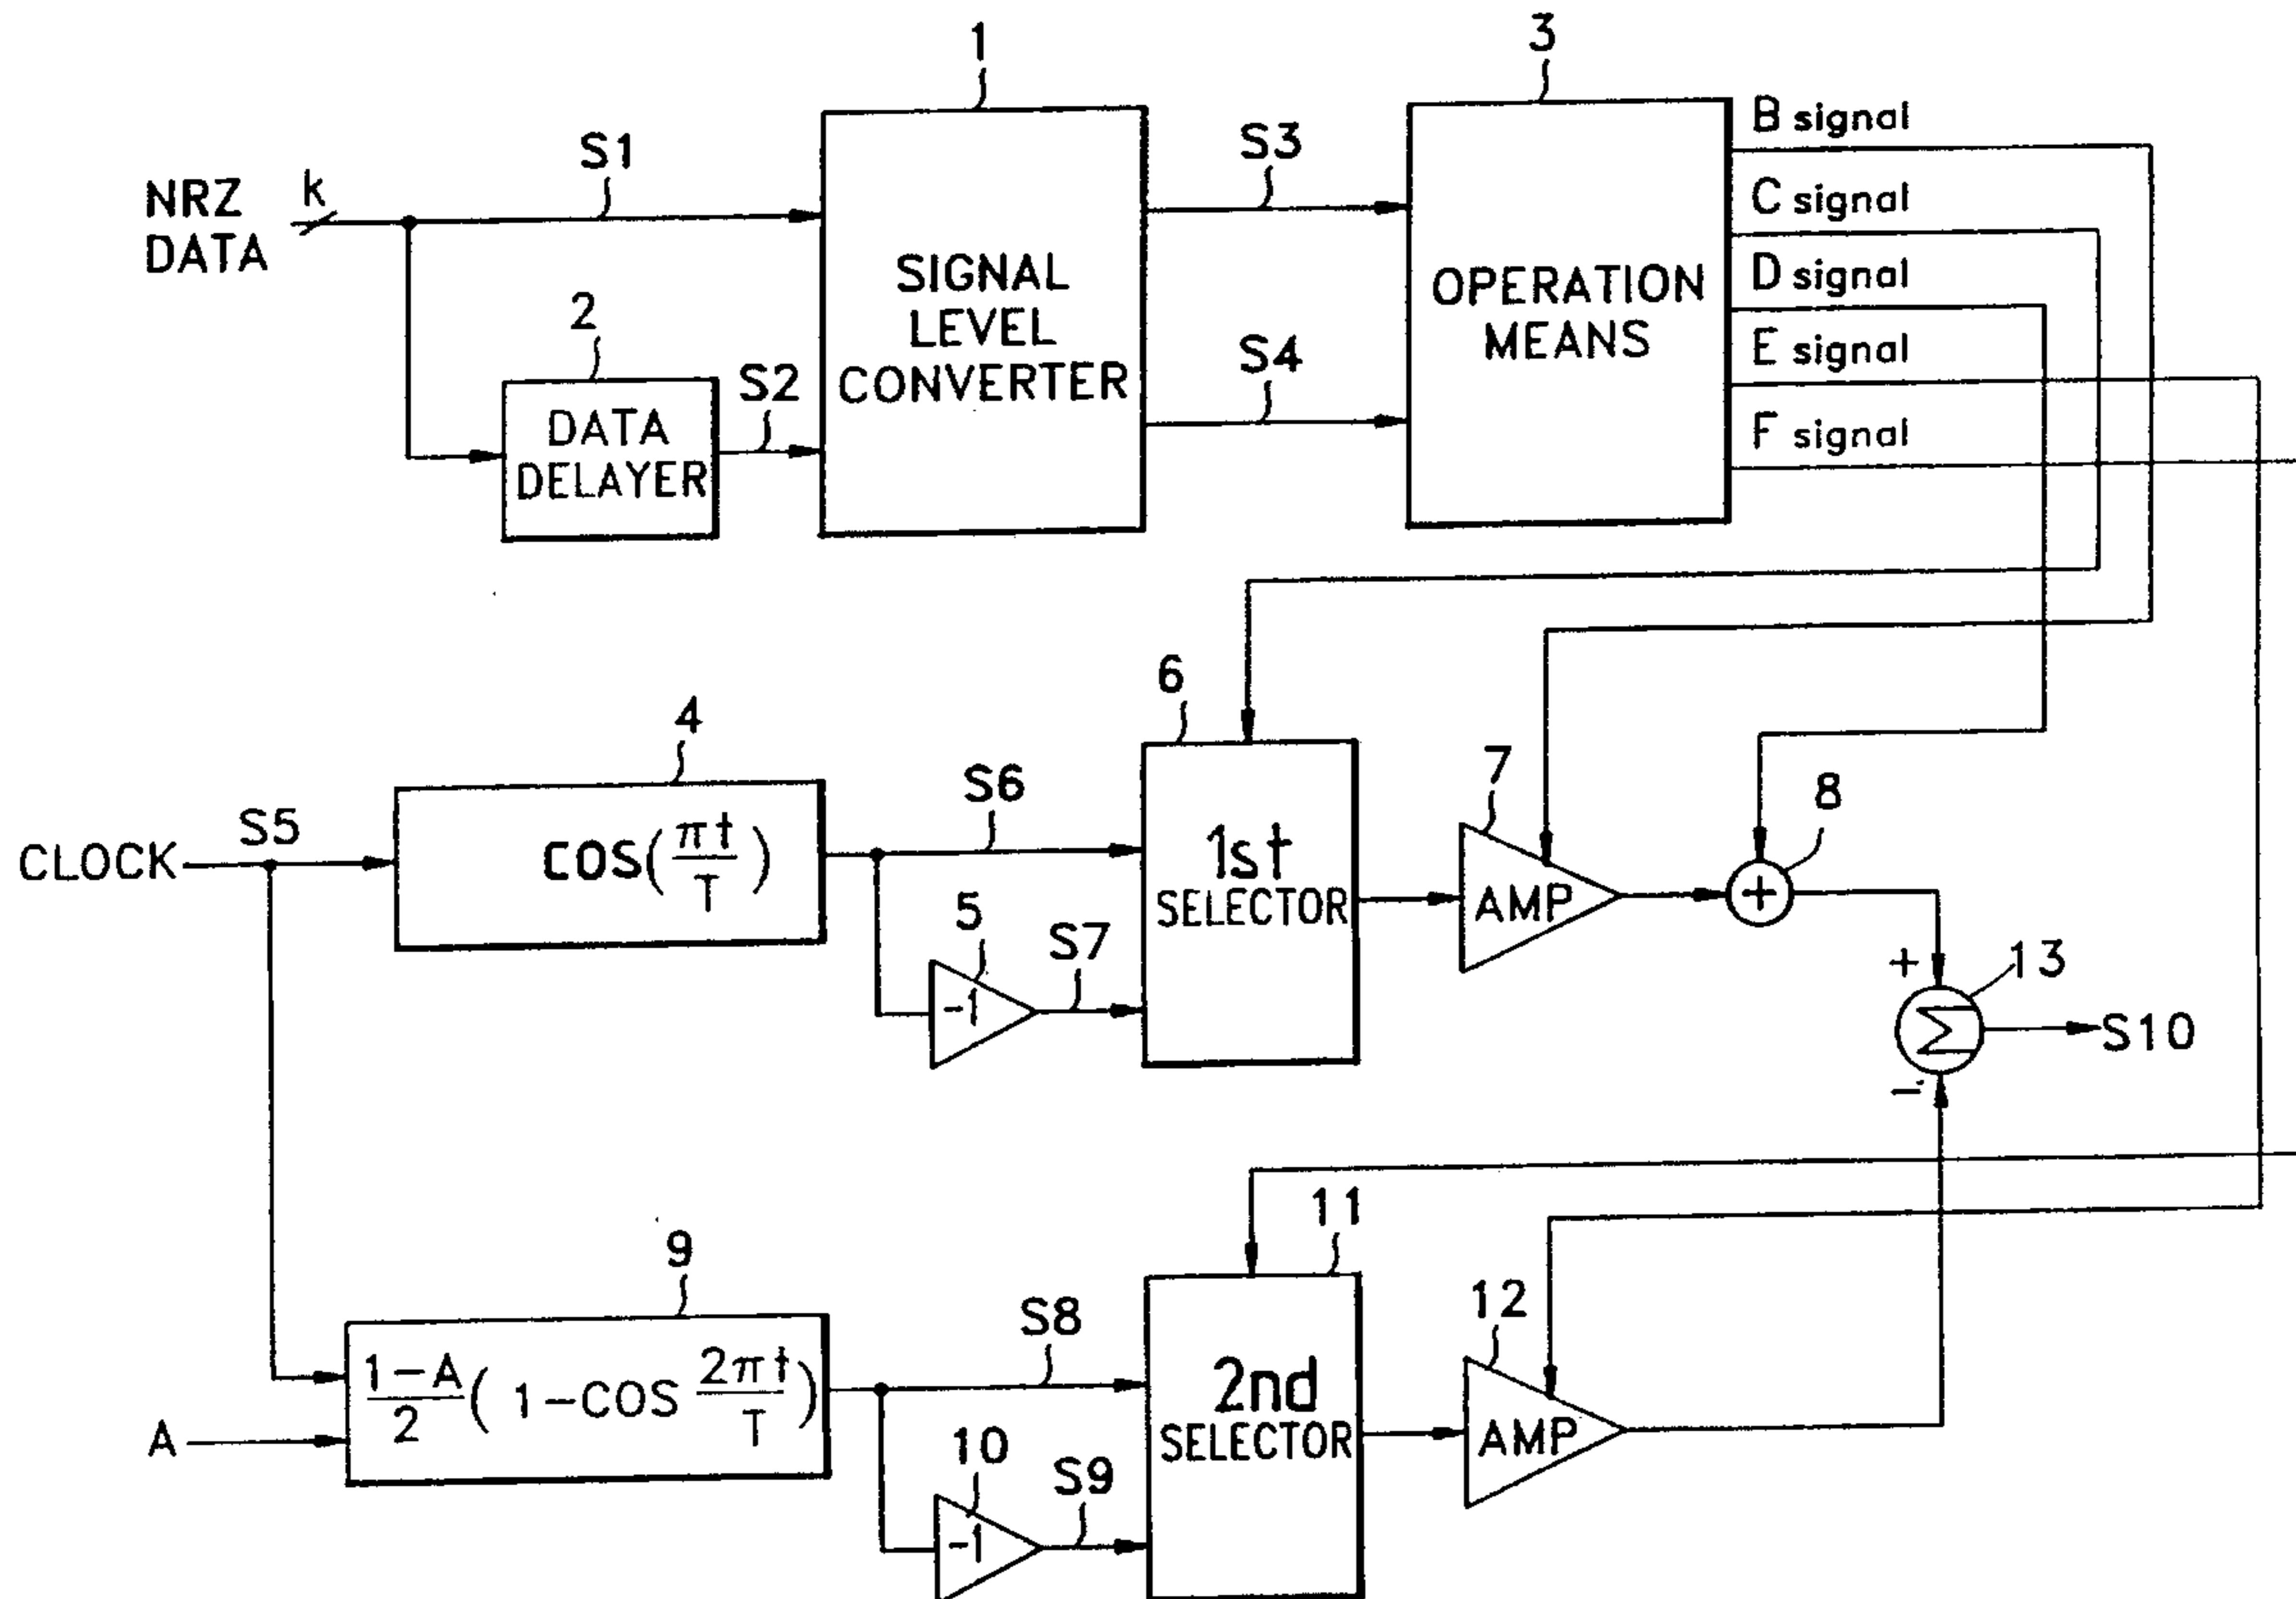 1
3
B signal
S1
S3
C signal
NRZ
DATA
k
D signal
SIGNAL
LEVEL
CONVERTER
OPERATION
MEANS
E signal
2
S2
S4
F signal
DATA
DELAYER
4
6
7
8
CLOCK
S5
COS(πt/T)
S6
1st
SELECTOR
AMP
+
5
-1
S7
+
13
Σ
S10
-
9
11
12
A
1-A/2(1-COS 2πt/T)
S8
2nd
SELECTOR
AMP
10
-1
S9